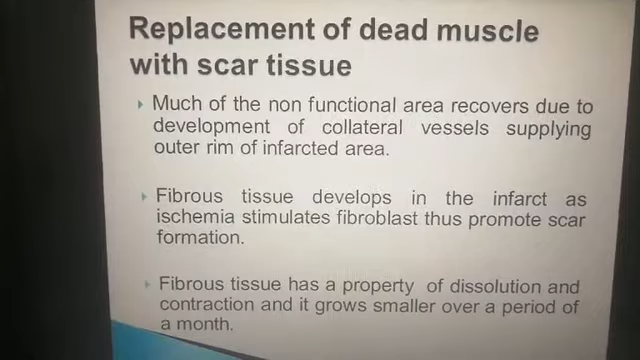 Replacement of dead muscle
with scar tissue
Much of the non functional area recovers due to
development of collateral vessels supplying
outer rim of infarcted area.
Fibrous tissue develops in the infarct as
ischemia stimulates fibroblast thus promote scar
formation.
Fibrous tissue has a property of dissolution and
contraction and it grows smaller over a period of
a month.